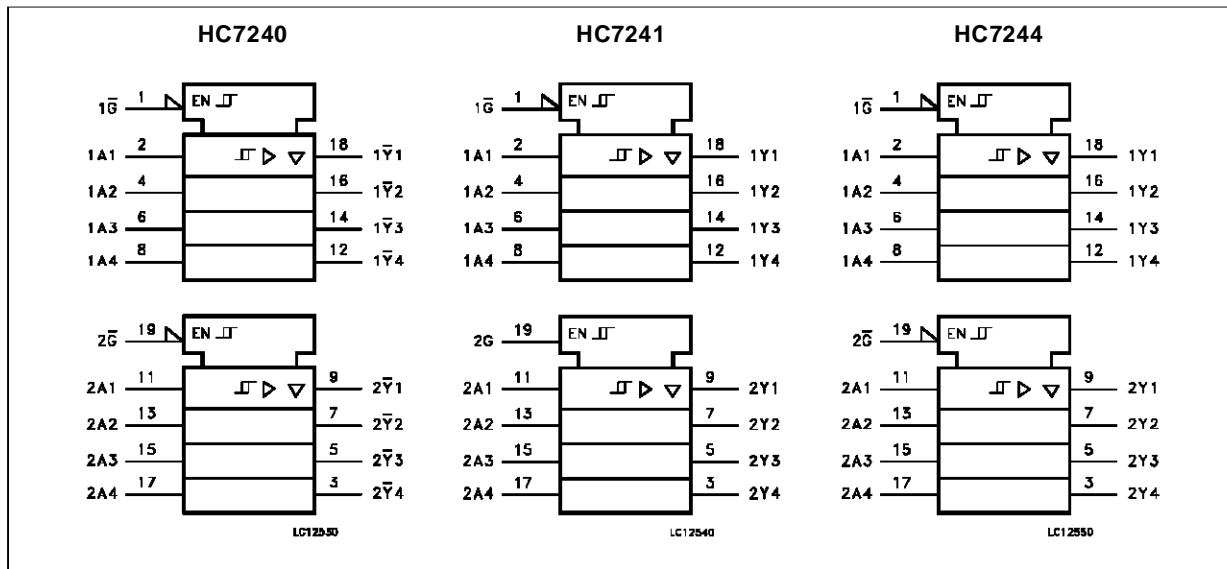 HC7240 HC7241 HC7244
1G̅ 1 EN 1G̅ 1 EN 1G̅ 1 EN
1A1 2 18 1Y̅1 1A1 2 18 1Y1 1A1 2 18 1Y1
1A2 4 16 1Y̅2 1A2 4 16 1Y2 1A2 4 16 1Y2
1A3 6 14 1Y̅3 1A3 6 14 1Y3 1A3 6 14 1Y3
1A4 8 12 1Y̅4 1A4 8 12 1Y4 1A4 8 12 1Y4
2G̅ 19 EN 2G 19 EN 2G̅ 19 EN
2A1 11 9 2Y̅1 2A1 11 9 2Y1 2A1 11 9 2Y1
2A2 13 7 2Y̅2 2A2 13 7 2Y2 2A2 13 7 2Y2
2A3 15 5 2Y̅3 2A3 15 5 2Y3 2A3 15 5 2Y3
2A4 17 3 2Y̅4 2A4 17 3 2Y4 2A4 17 3 2Y4
LC12530 LC12540 LC12550